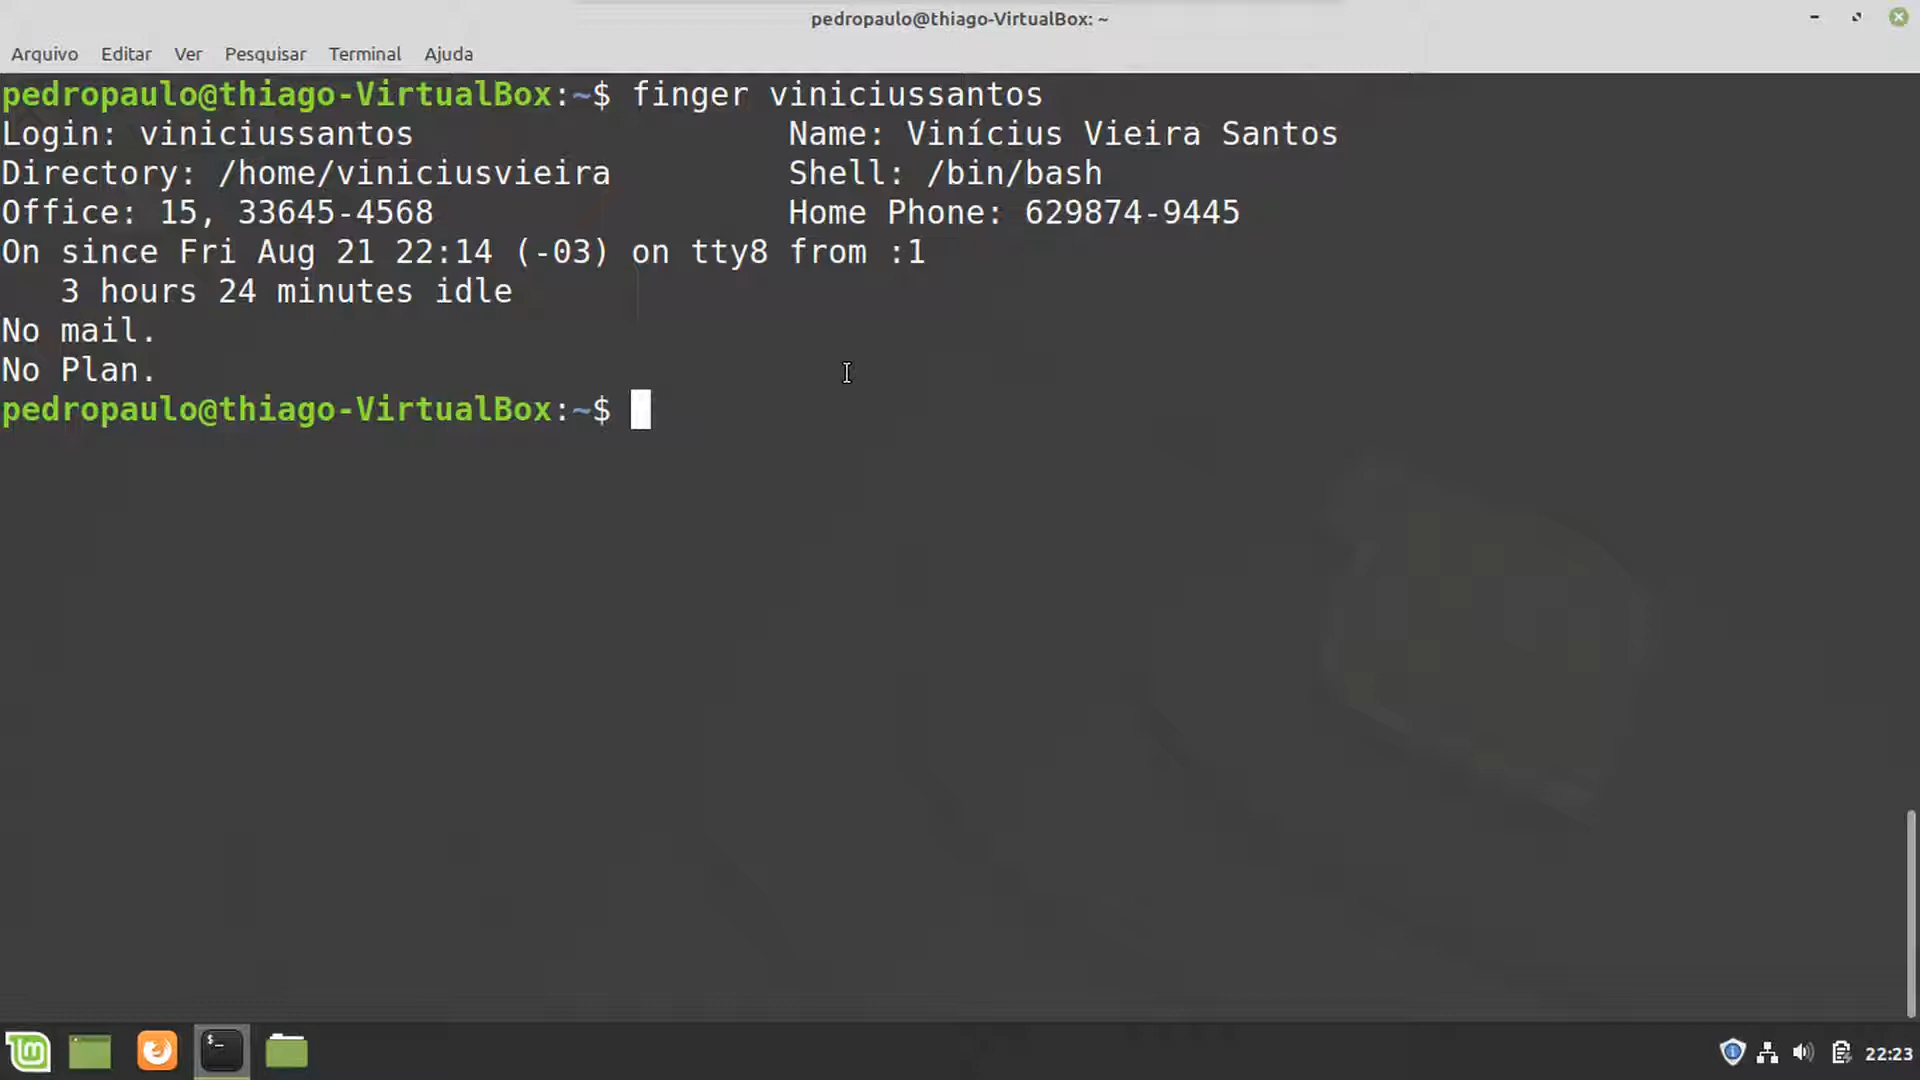 pedropaulo@thiago-VirtualBox: ~
Arquivo Editar Ver Pesquisar Terminal Ajuda
pedropaulo@thiago-VirtualBox:~$ finger viniciussantos
Login: viniciussantos Name: Vinícius Vieira Santos
Directory: /home/viniciusvieira Shell: /bin/bash
Office: 15, 33645-4568 Home Phone: 629874-9445
On since Fri Aug 21 22:14 (-03) on tty8 from :1
3 hours 24 minutes idle
No mail.
No Plan.
pedropaulo@thiago-VirtualBox:~$
22:23